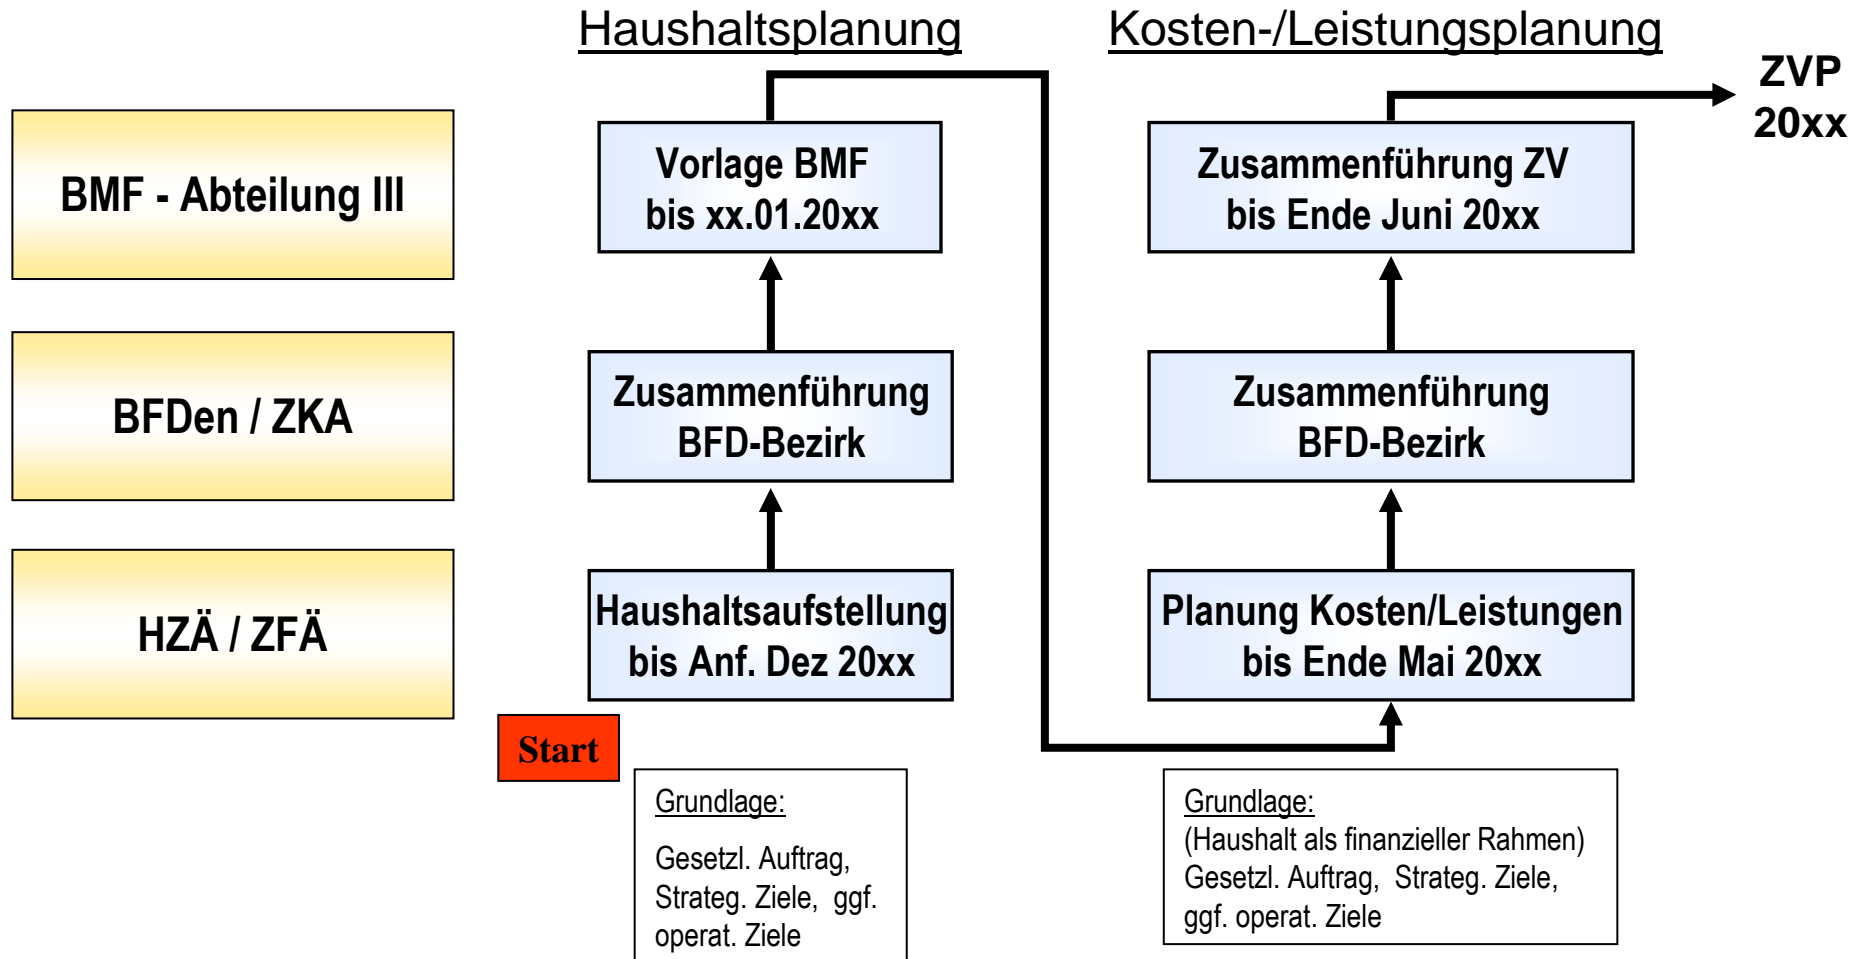 Haushaltsplanung
Kosten-/Leistungsplanung
ZVP
20xx
BMF - Abteilung III
Vorlage BMF
bis xx.01.20xx
Zusammenführung ZV
bis Ende Juni 20xx
BFDen / ZKA
Zusammenführung
BFD-Bezirk
Zusammenführung
BFD-Bezirk
HZÄ / ZFÄ
Haushaltsaufstellung
bis Anf. Dez 20xx
Planung Kosten/Leistungen
bis Ende Mai 20xx
Start
Grundlage:
Gesetzl. Auftrag,
Strateg. Ziele, ggf.
operat. Ziele
Grundlage:
(Haushalt als finanzieller Rahmen)
Gesetzl. Auftrag, Strateg. Ziele,
ggf. operat. Ziele